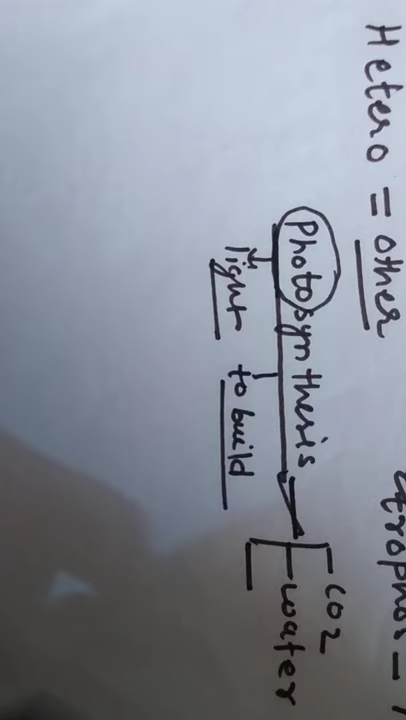 Hetero = other
Photosynthesis
CO2
water
light to build